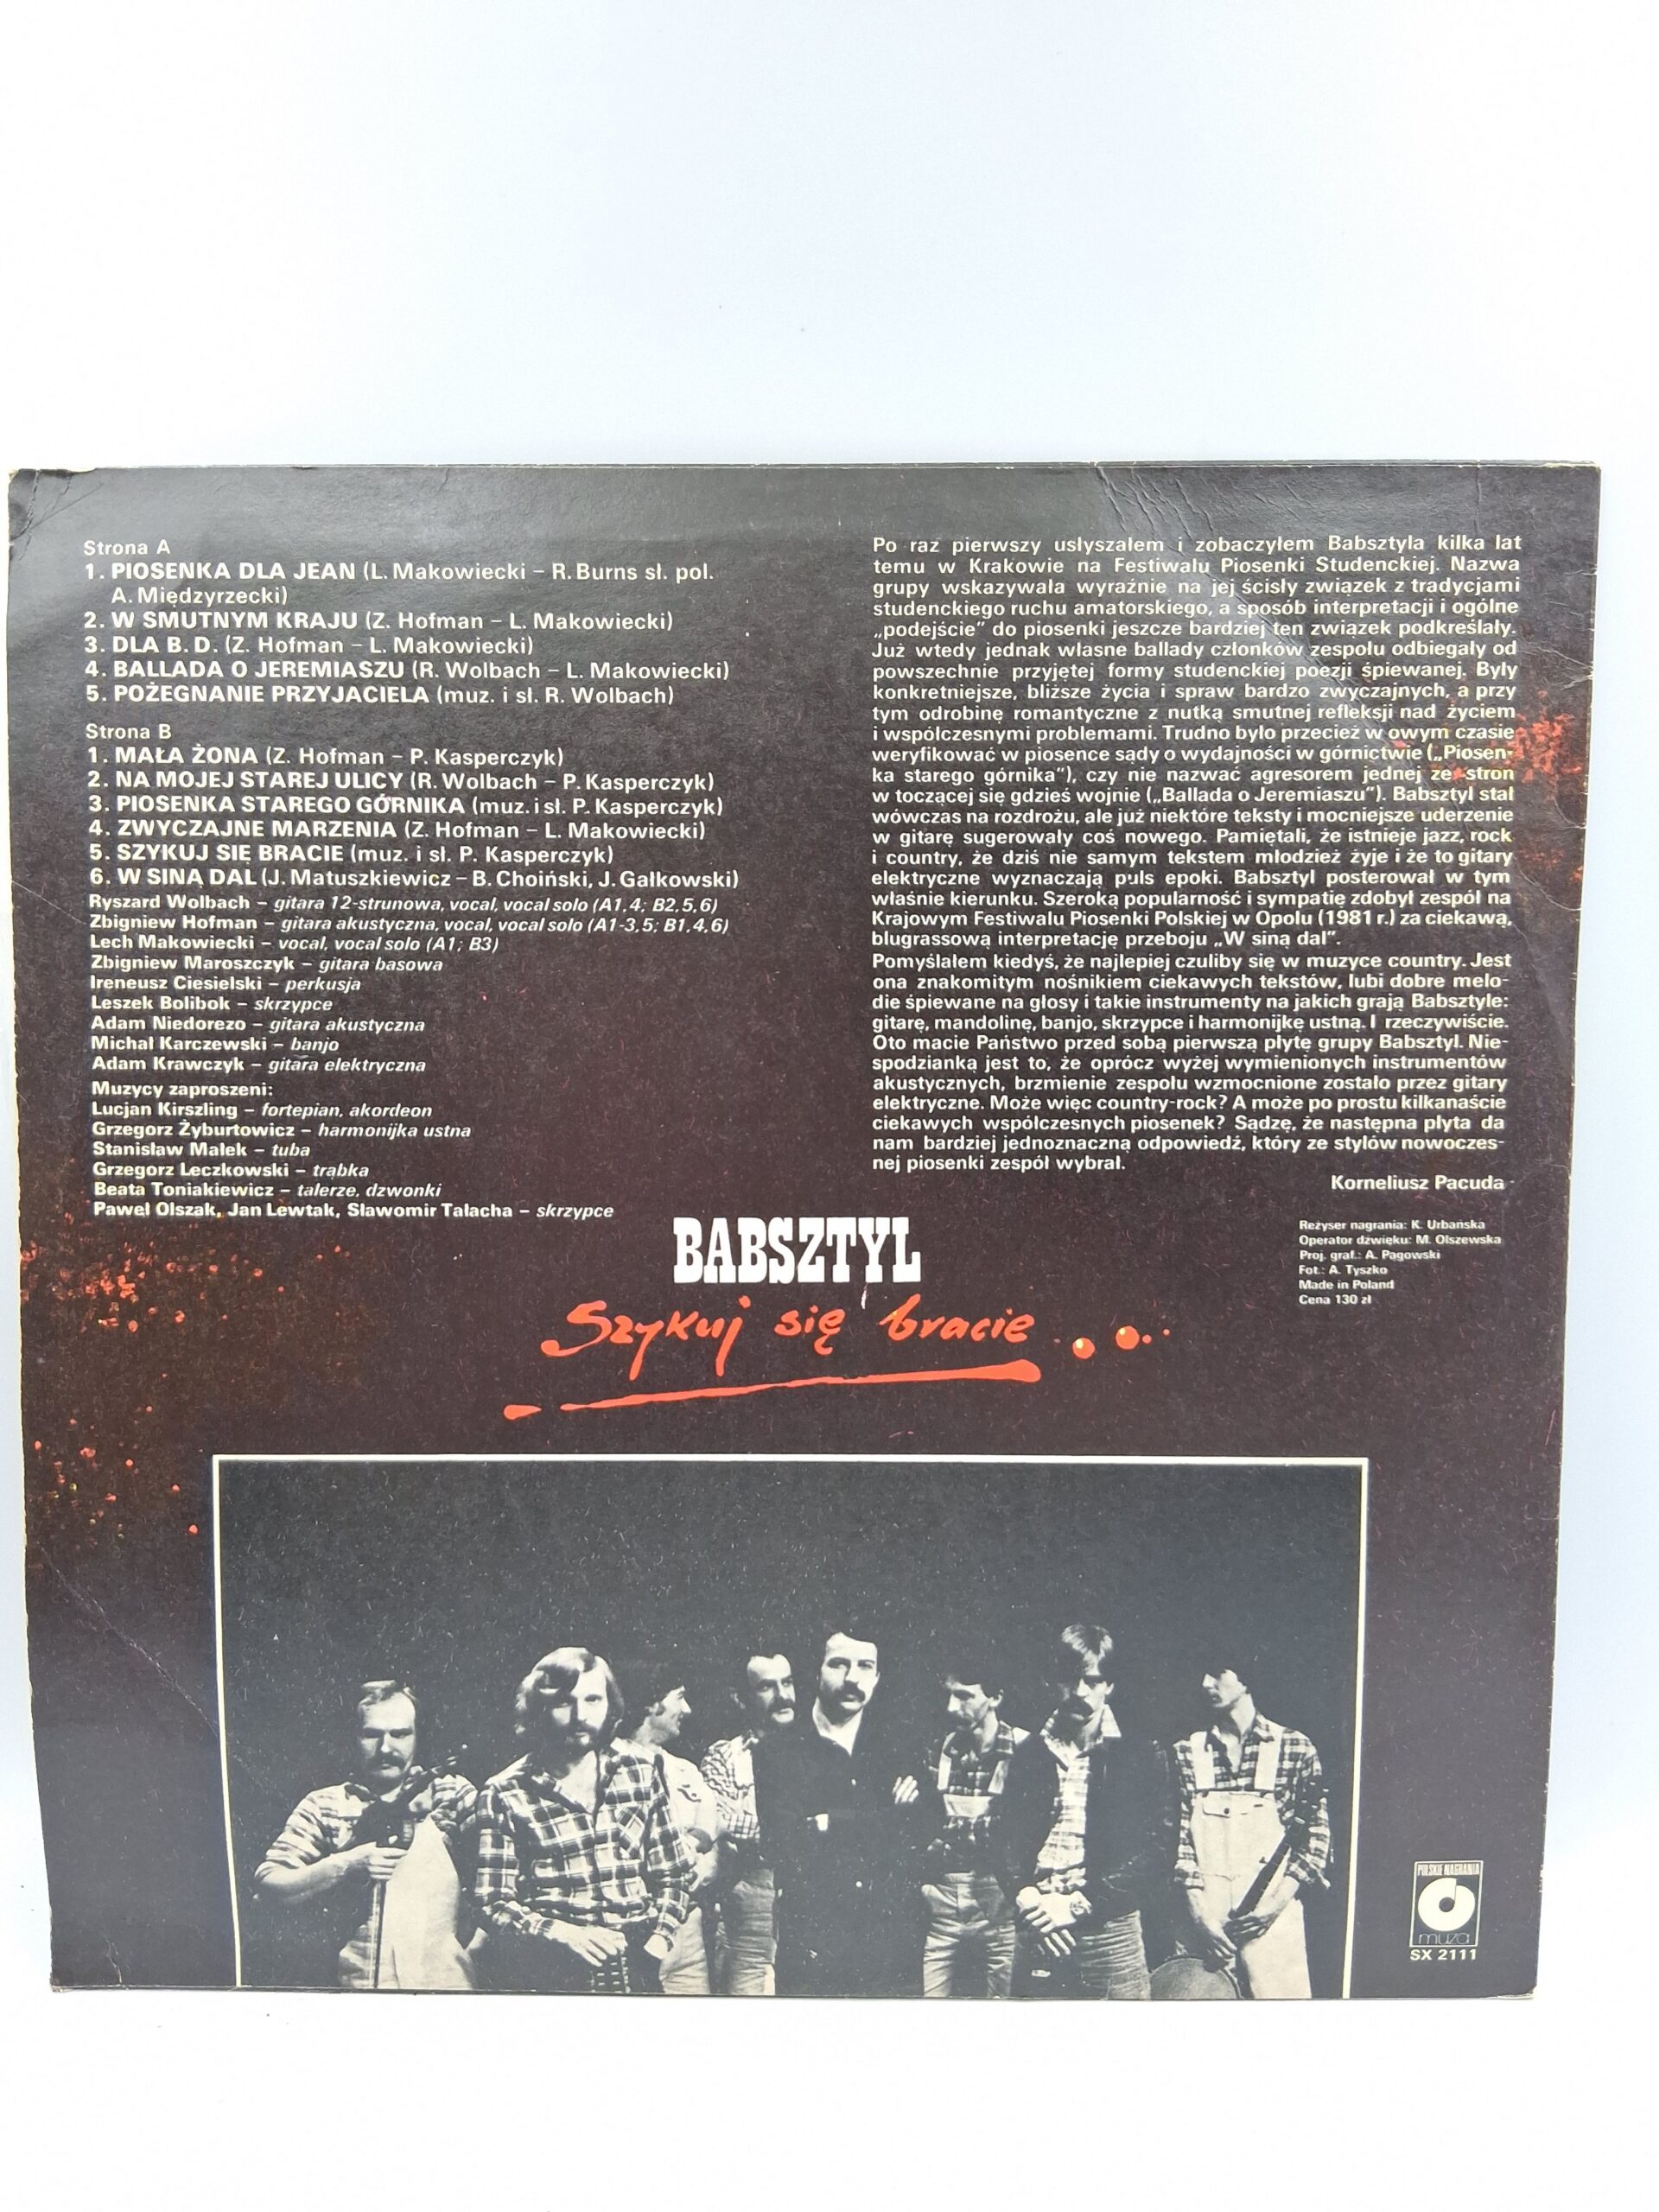 Strona A
1. PIOSENKA DLA JEAN (L. Makowiecki – R. Burns sł. pol.
A. Międzyrzecki)
2. W SMUTNYM KRAJU (Z. Hofman – L. Makowiecki)
3. DLA B. D. (Z. Hofman – L. Makowiecki)
4. BALLADA O JEREMIASZU (R. Wolbach – L. Makowiecki)
5. POŻEGNANIE PRZYJACIELA (muz. i sł. R. Wolbach)
Strona B
1. MAŁA ŻONA (Z. Hofman – P. Kasperczyk)
2. NA MOJEJ STAREJ ULICY (R. Wolbach – P. Kasperczyk)
3. PIOSENKA STAREGO GÓRNIKA (muz. i sł. P. Kasperczyk)
4. ZWYCZAJNE MARZENIA (Z. Hofman – L. Makowiecki)
5. SZYKUJ SIĘ BRACIE (muz. i sł. P. Kasperczyk)
6. W SINĄ DAL (J. Matuszkiewicz – B. Choiński, J. Gałkowski)
Ryszard Wolbach – gitara 12-strunowa, vocal, vocal solo (A1,4; B2,5,6)
Zbigniew Hofman – gitara akustyczna, vocal, vocal solo (A1-3,5; B1,4,6)
Lech Makowiecki – vocal, vocal solo (A1; B3)
Zbigniew Maroszczyk – gitara basowa
Ireneusz Ciesielski – perkusja
Leszek Bolibok – skrzypce
Adam Niedorezo – gitara akustyczna
Michał Karczewski – banjo
Adam Krawczyk – gitara elektryczna
Muzycy zaproszeni:
Lucjan Kirszling – fortepian, akordeon
Grzegorz Żyburtowicz – harmonijka ustna
Stanisław Małek – tuba
Grzegorz Leczkowski – trąbka
Beata Toniakiewicz – talerze, dzwonki
Paweł Olszak, Jan Lewtak, Sławomir Talacha – skrzypce
Po raz pierwszy usłyszałem i zobaczyłem Babsztyla kilka lat
temu w Krakowie na Festiwalu Piosenki Studenckiej. Nazwa
grupy wskazywała wyraźnie na jej ścisły związek z tradycjami
studenckiego ruchu amatorskiego, a sposób interpretacji i ogólne
„podejście” do piosenki jeszcze bardziej ten związek podkreślały.
Już wtedy jednak własne ballady członków zespołu odbiegały od
powszechnie przyjętej formy studenckiej poezji śpiewanej. Były
konkretniejsze, bliższe życia i spraw bardzo zwyczajnych, a przy
tym odrobinę romantyczne z nutką smutnej refleksji nad życiem
i współczesnymi problemami. Trudno było przecież w owym czasie
weryfikować w piosence sądy o wydajności w górnictwie („Piosen-
ka starego górnika”), czy nie nazwać agresorem jednej ze stron
w toczącej się gdzieś wojnie („Ballada o Jeremiaszu”). Babsztyl stał
wówczas na rozdrożu, ale już niektóre teksty i mocniejsze uderzenie
w gitarę sugerowały coś nowego. Pamiętali, że istnieje jazz, rock
i country, że dziś nie samym tekstem młodzież żyje i że to gitary
elektryczne wyznaczają puls epoki. Babsztyl posterował w tym
właśnie kierunku. Szeroką popularność i sympatię zdobył zespół na
Krajowym Festiwalu Piosenki Polskiej w Opolu (1981 r.) za ciekawą,
blugrassową interpretację przeboju „W siną dal”.
Pomyślałem kiedyś, że najlepiej czuliby się w muzyce country. Jest
ona znakomitym nośnikiem ciekawych tekstów, lubi dobre melo-
die śpiewane na głosy i takie instrumenty na jakich grają Babsztyle:
gitarę, mandolinę, banjo, skrzypce i harmonijkę ustną. I rzeczywiście.
Oto macie Państwo przed sobą pierwszą płytę grupy Babsztyl. Nie-
spodzianką jest to, że oprócz wyżej wymienionych instrumentów
akustycznych, brzmienie zespołu wzmocnione zostało przez gitary
elektryczne. Może więc country-rock? A może po prostu kilkanaście
ciekawych współczesnych piosenek? Sądzę, że następna płyta da
nam bardziej jednoznaczną odpowiedź, który ze stylów nowoczes-
nej piosenki zespół wybrał.
Korneliusz Pacuda
Reżyser nagrania: K. Urbańska
Operator dźwięku: M. Olszewska
Proj. graf.: A. Pągowski
Fot.: A. Tyszko
Made in Poland
Cena 130 zł
BABSZTYL
Szykuj się bracie...
POLSKIE NAGRANIA
muza
SX 2111